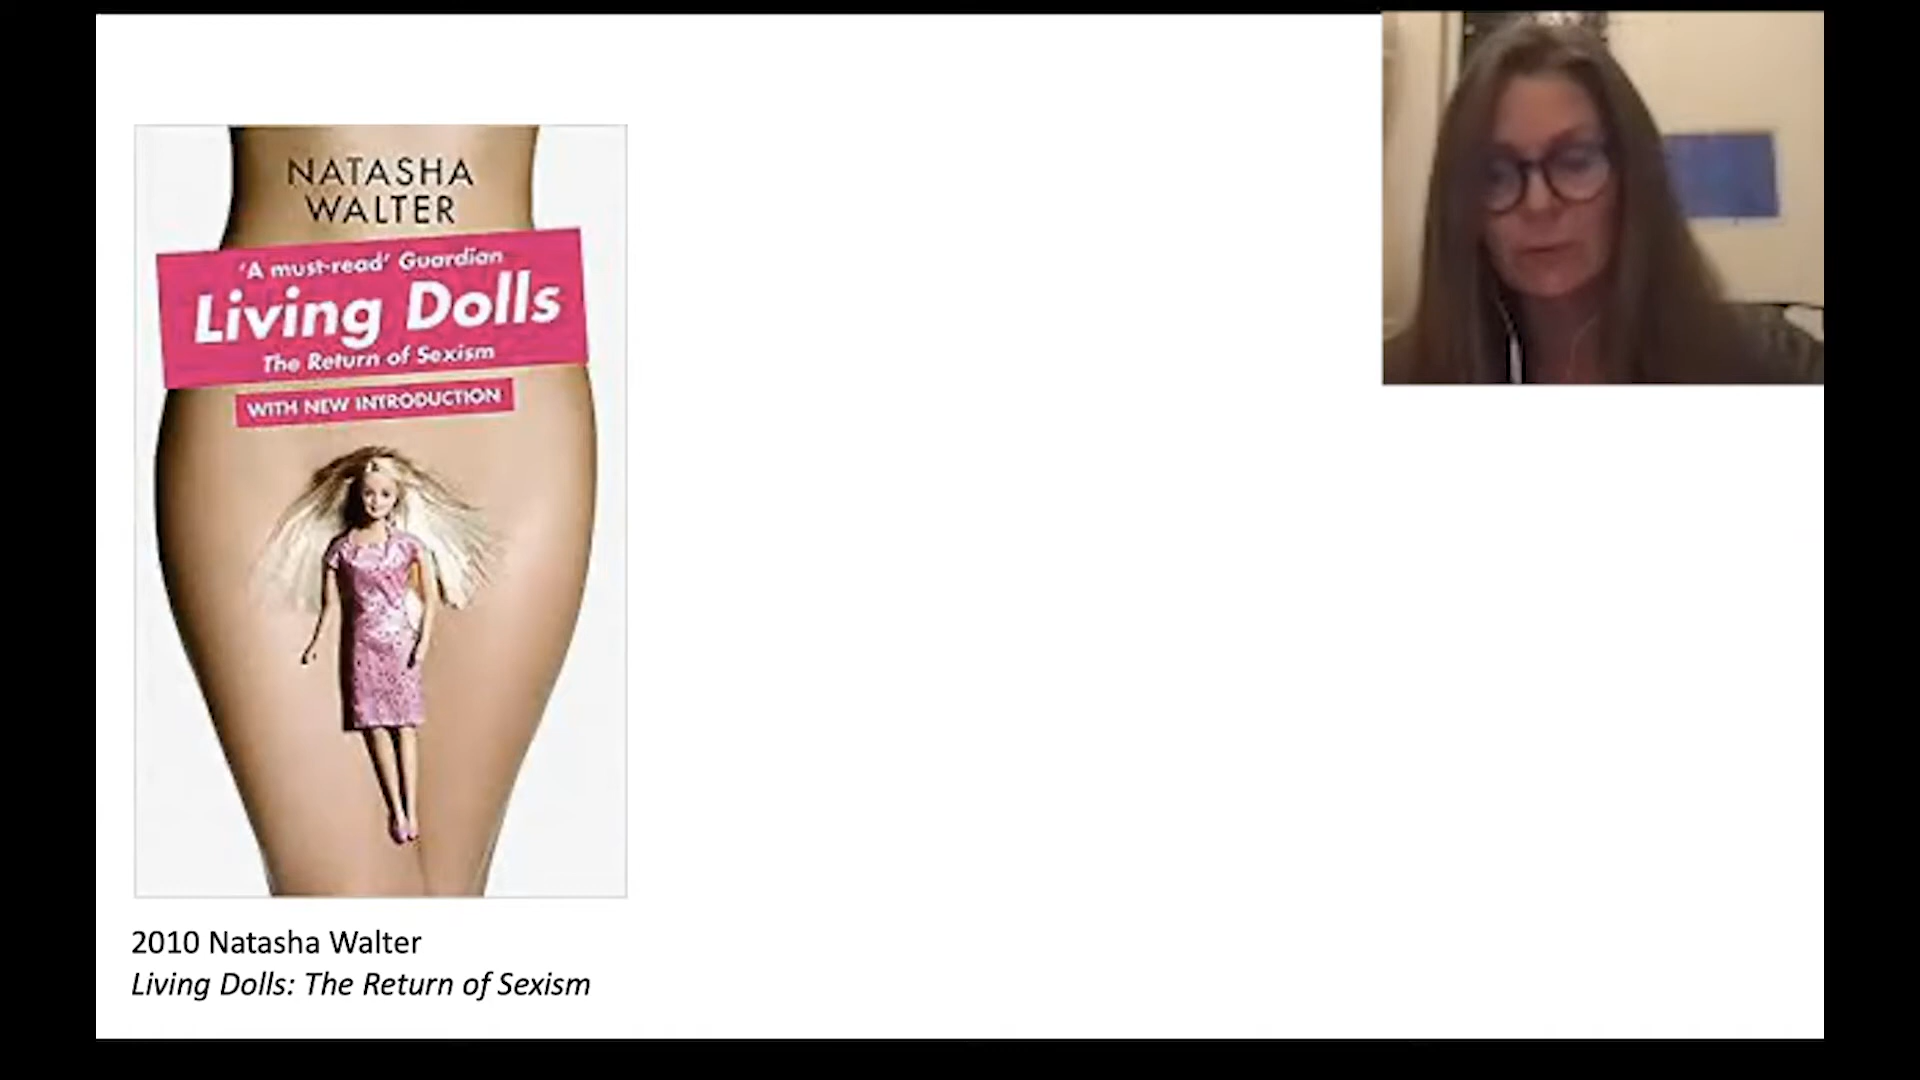 NATASHA
WALTER
'A must-read' Guardian
Living Dolls
The Return of Sexism
WITH NEW INTRODUCTION
2010 Natasha Walter
Living Dolls: The Return of Sexism